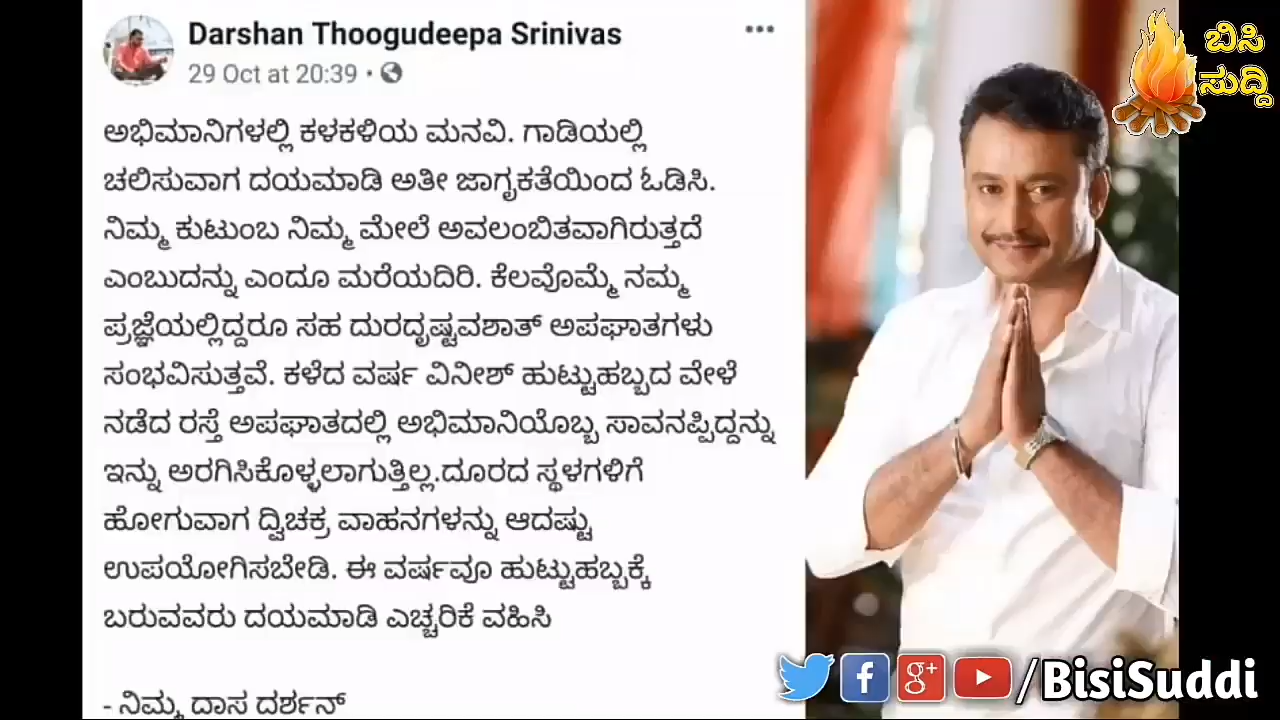 Darshan Thoogudeepa Srinivas
29 Oct at 20:39 •
ಅಭಿಮಾನಿಗಳಲ್ಲಿ ಕಳಕಳಿಯ ಮನವಿ. ಗಾಡಿಯಲ್ಲಿ
ಚಲಿಸುವಾಗ ದಯಮಾಡಿ ಅತೀ ಜಾಗೃಕತೆಯಿಂದ ಓಡಿಸಿ.
ನಿಮ್ಮ ಕುಟುಂಬ ನಿಮ್ಮ ಮೇಲೆ ಅವಲಂಬಿತವಾಗಿರುತ್ತದೆ
ಎಂಬುದನ್ನು ಎಂದೂ ಮರೆಯದಿರಿ. ಕೆಲವೊಮ್ಮೆ ನಮ್ಮ
ಪ್ರಜ್ಞೆಯಲ್ಲಿದ್ದರೂ ಸಹ ದುರದೃಷ್ಟವಶಾತ್ ಅಪಘಾತಗಳು
ಸಂಭವಿಸುತ್ತವೆ. ಕಳೆದ ವರ್ಷ ವಿನೀಶ್ ಹುಟ್ಟುಹಬ್ಬದ ವೇಳೆ
ನಡೆದ ರಸ್ತೆ ಅಪಘಾತದಲ್ಲಿ ಅಭಿಮಾನಿಯೊಬ್ಬ ಸಾವನಪ್ಪಿದ್ದನ್ನು
ಇನ್ನು ಅರಗಿಸಿಕೊಳ್ಳಲಾಗುತ್ತಿಲ್ಲ.ದೂರದ ಸ್ಥಳಗಳಿಗೆ
ಹೋಗುವಾಗ ದ್ವಿಚಕ್ರ ವಾಹನಗಳನ್ನು ಆದಷ್ಟು
ಉಪಯೋಗಿಸಬೇಡಿ. ಈ ವರ್ಷವೂ ಹುಟ್ಟುಹಬ್ಬಕ್ಕೆ
ಬರುವವರು ದಯಮಾಡಿ ಎಚ್ಚರಿಕೆ ವಹಿಸಿ
- ನಿಮ್ಮ ದಾಸ ದರ್ಶನ್
ಬಿಸಿ
ಸುದ್ದಿ
/BisiSuddi